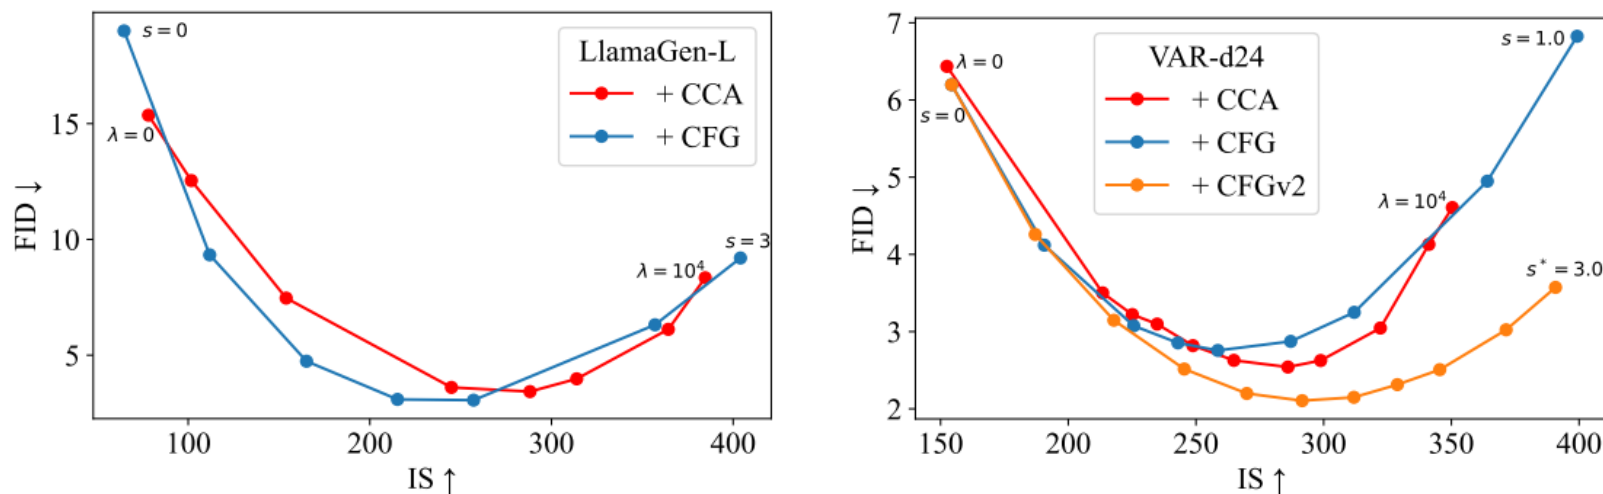 s = 0
LlamaGen-L
+ CCA
+ CFG
λ = 0
s = 3
λ = 10⁴
15
10
5
FID ↓
100
200
300
400
IS ↑
7
6
5
4
3
2
FID ↓
λ = 0
s = 0
VAR-d24
+ CCA
+ CFG
+ CFGv2
s = 1.0
λ = 10⁴
s* = 3.0
150
200
250
300
350
400
IS ↑